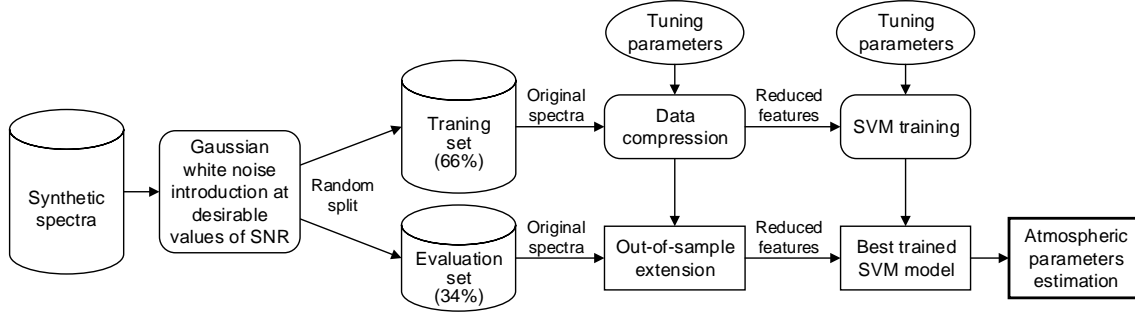 Synthetic
spectra
Gaussian
white noise
introduction at
desirable
values of SNR
Random
split
Traning
set
(66%)
Evaluation
set
(34%)
Original
spectra
Original
spectra
Tuning
parameters
Data
compression
Out-of-sample
extension
Reduced
features
Reduced
features
Tuning
parameters
SVM training
Best trained
SVM model
Atmospheric
parameters
estimation